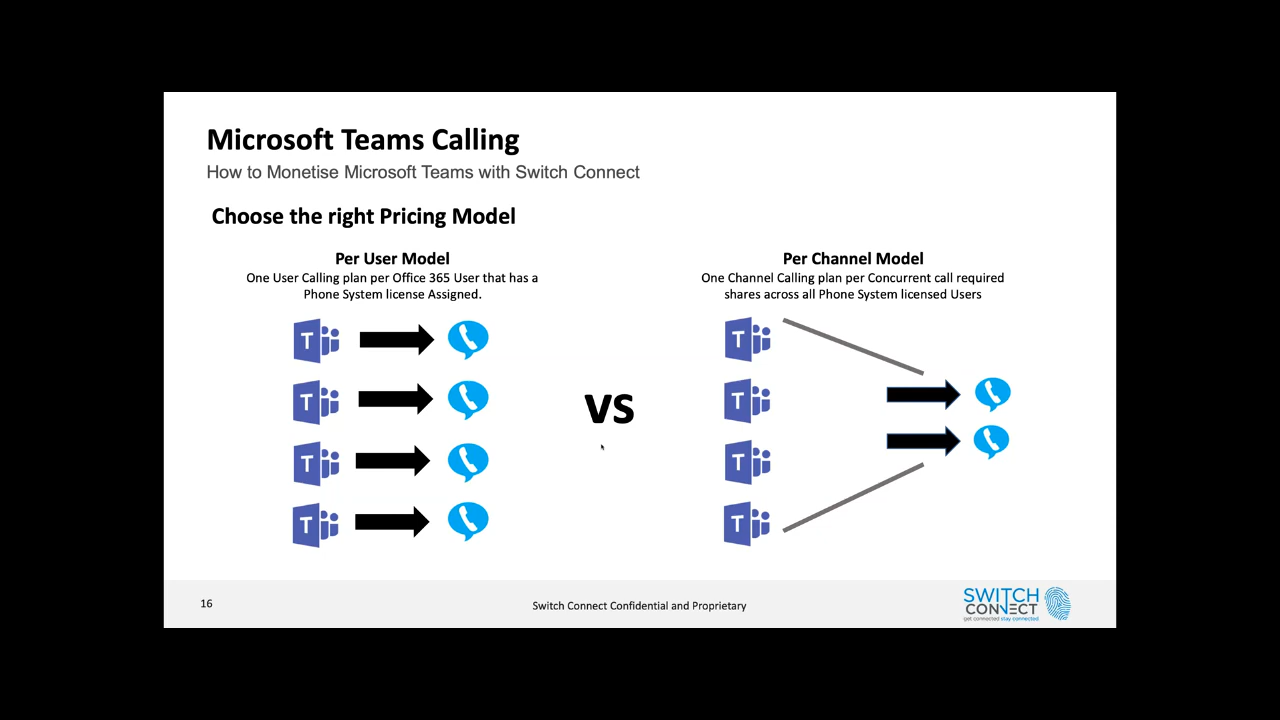 Microsoft Teams Calling
How to Monetise Microsoft Teams with Switch Connect
Choose the right Pricing Model
Per User Model
One User Calling plan per Office 365 User that has a
Phone System license Assigned.
Per Channel Model
One Channel Calling plan per Concurrent call required
shares across all Phone System licensed Users
T
T
T
T
VS
T
T
T
T
16
Switch Connect Confidential and Proprietary
SWITCH
CONNECT
get connected stay connected